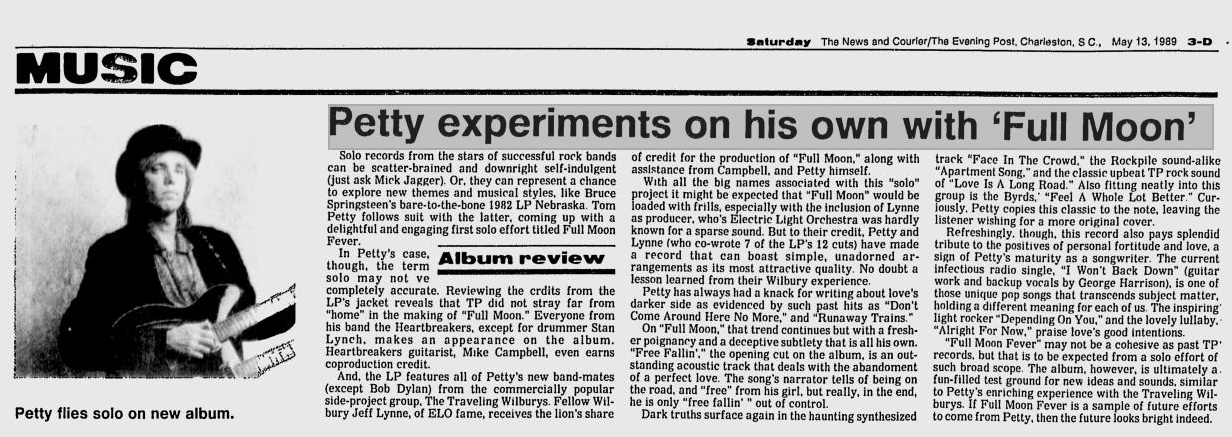 Saturday The News and Courier/The Evening Post, Charleston, S.C., May 13, 1989 3-D
MUSIC
Petty experiments on his own with ‘Full Moon’
Petty flies solo on new album.
Solo records from the stars of successful rock bands
can be scatter-brained and downright self-indulgent
(just ask Mick Jagger). Or, they can represent a chance
to explore new themes and musical styles, like Bruce
Springsteen's bare-to-the-bone 1982 LP Nebraska. Tom
Petty follows suit with the latter, coming up with a
delightful and engaging first solo effort titled Full Moon
Fever.
Album review
In Petty's case,
though, the term
solo may not ve
completely accurate. Reviewing the crdits from the
LP's jacket reveals that TP did not stray far from
"home" in the making of "Full Moon." Everyone from
his band the Heartbreakers, except for drummer Stan
Lynch, makes an appearance on the album.
Heartbreakers guitarist, Mike Campbell, even earns
coproduction credit.
And, the LP features all of Petty's new band-mates
(except Bob Dylan) from the commercially popular
side-project group, The Traveling Wilburys. Fellow Wil-
bury Jeff Lynne, of ELO fame, receives the lion's share
of credit for the production of "Full Moon," along with
assistance from Campbell, and Petty himself.
With all the big names associated with this "solo"
project it might be expected that "Full Moon" would be
loaded with frills, especially with the inclusion of Lynne
as producer, who's Electric Light Orchestra was hardly
known for a sparse sound. But to their credit, Petty and
Lynne (who co-wrote 7 of the LP's 12 cuts) have made
a record that can boast simple, unadorned ar-
rangements as its most attractive quality. No doubt a
lesson learned from their Wilbury experience.
Petty has always had a knack for writing about love's
darker side as evidenced by such past hits as "Don't
Come Around Here No More," and "Runaway Trains."
On "Full Moon," that trend continues but with a fresh-
er poignancy and a deceptive subtlety that is all his own.
"Free Fallin'," the opening cut on the album, is an out-
standing acoustic track that deals with the abandoment
of a perfect love. The song's narrator tells of being on
the road, and "free" from his girl, but really, in the end,
he is only "free fallin' " out of control.
Dark truths surface again in the haunting synthesized
track "Face In The Crowd," the Rockpile sound-alike
"Apartment Song," and the classic upbeat TP rock sound
of "Love Is A Long Road." Also fitting neatly into this
group is the Byrds,' "Feel A Whole Lot Better." Cur-
iously, Petty copies this classic to the note, leaving the
listener wishing for a more original cover.
Refreshingly, though, this record also pays splendid
tribute to the positives of personal fortitude and love, a
sign of Petty's maturity as a songwriter. The current
infectious radio single, "I Won't Back Down" (guitar
work and backup vocals by George Harrison), is one of
those unique pop songs that transcends subject matter,
holding a different meaning for each of us. The inspiring
light rocker "Depending On You," and the lovely lullaby,
"Alright For Now," praise love's good intentions.
"Full Moon Fever" may not be a cohesive as past TP
records, but that is to be expected from a solo effort of
such broad scope. The album, however, is ultimately a
fun-filled test ground for new ideas and sounds, similar
to Petty's enriching experience with the Traveling Wil-
burys. If Full Moon Fever is a sample of future efforts
to come from Petty, then the future looks bright indeed.